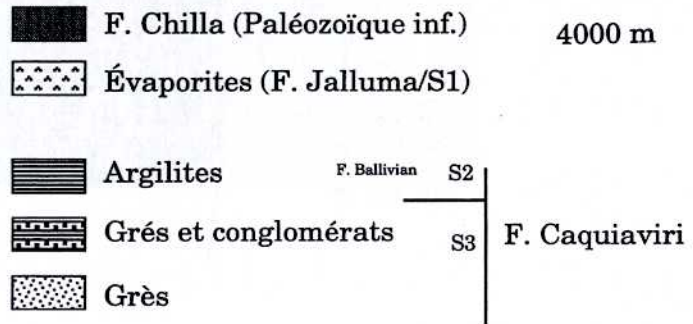 F. Chilla (Paléozoïque inf.) 4000 m
Évaporites (F. Jalluma/S1)
Argilites F. Ballivian S2
Grés et conglomérats S3 F. Caquiaviri
Grès